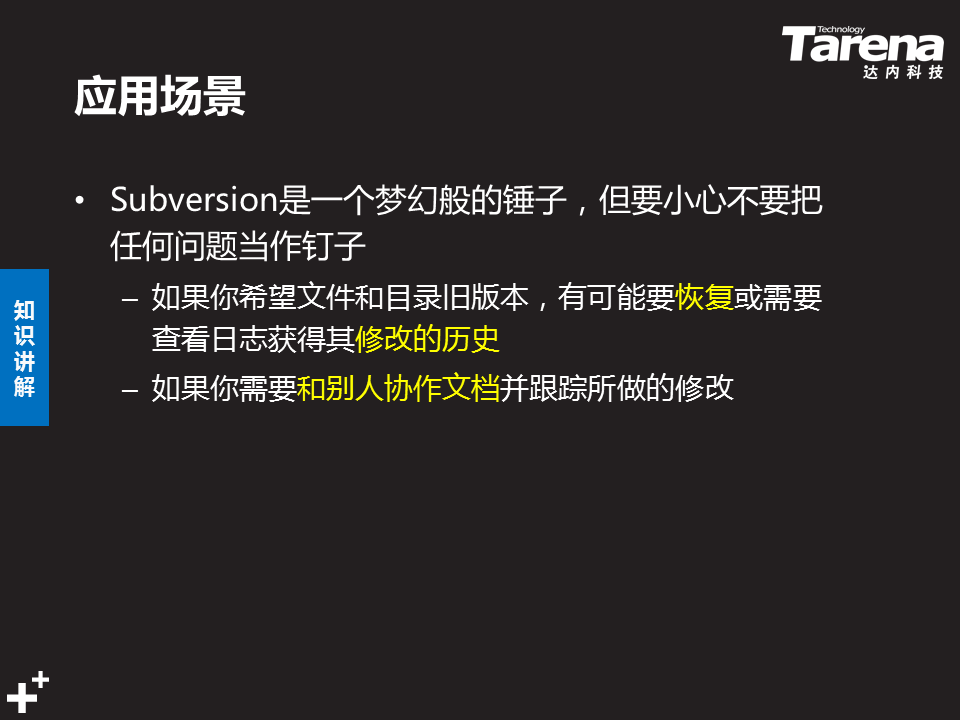 Technology
Tarena
达内科技
应用场景
• Subversion是一个梦幻般的锤子，但要小心不要把
任何问题当作钉子
– 如果你希望文件和目录旧版本，有可能要恢复或需要
查看日志获得其修改的历史
– 如果你需要和别人协作文档并跟踪所做的修改
知
识
讲
解